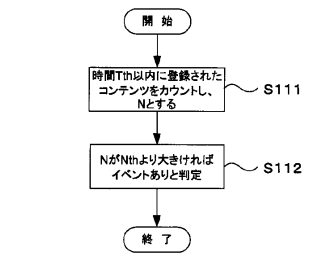 開 始
時間Tth以内に登録された
コンテンツをカウントし、
Nとする
S111
NがNthより大きければ
イベントありと判定
S112
終 了